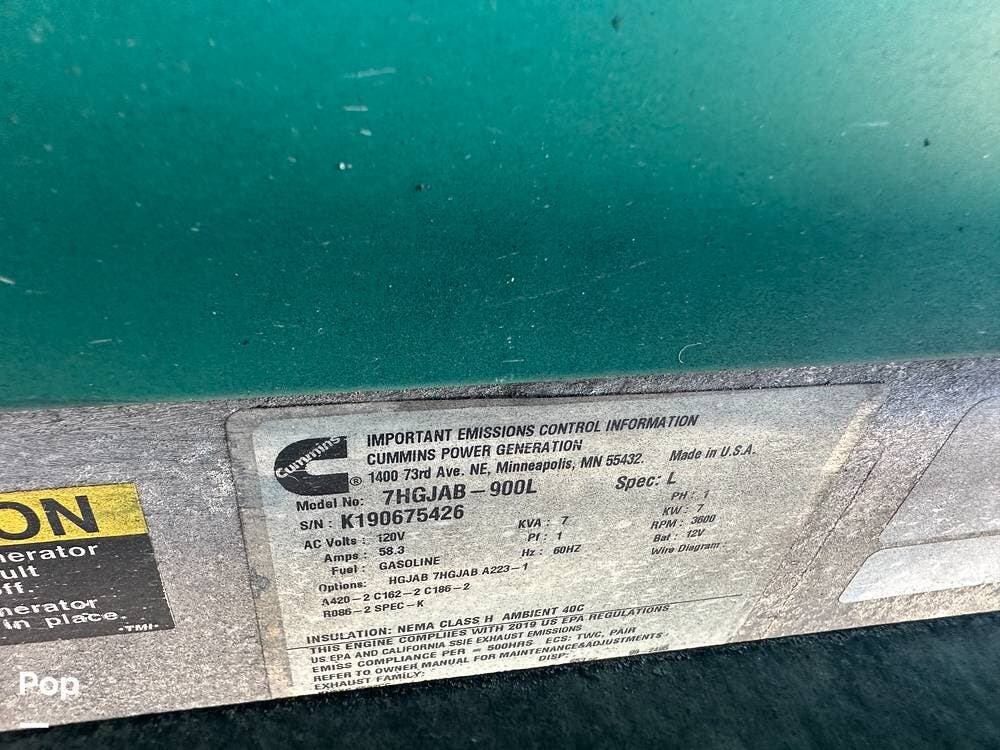 Cummins ®
IMPORTANT EMISSIONS CONTROL INFORMATION
CUMMINS POWER GENERATION
1400 73rd Ave. NE, Minneapolis, MN 55432. Made in U.S.A.
Model No: 7HGJAB-900L Spec: L
S/N: K190675426
PH: 1
AC Volts: 120V KVA: 7 KW: 7
Amps: 58.3 Pf: 1 RPM: 3600
Fuel: GASOLINE Hz: 60HZ Bat: 12V
Options: HGJAB 7HGJAB A223-1 Wire Diagram
A420-2 C162-2 C186-2
R086-2 SPEC-K
INSULATION: NEMA CLASS H AMBIENT 40C
THIS ENGINE COMPLIES WITH 2019 US EPA REGULATIONS
US EPA AND CALIFORNIA SSIE EXHAUST EMISSIONS
EMISS COMPLIANCE PER = 500HRS ECS: TWC, PAIR
REFER TO OWNER MANUAL FOR MAINTENANCE&ADJUSTMENTS.
EXHAUST FAMILY: DISP:
ON
nerator
ult
off.
nerator
in place.
-TMI-
Pop